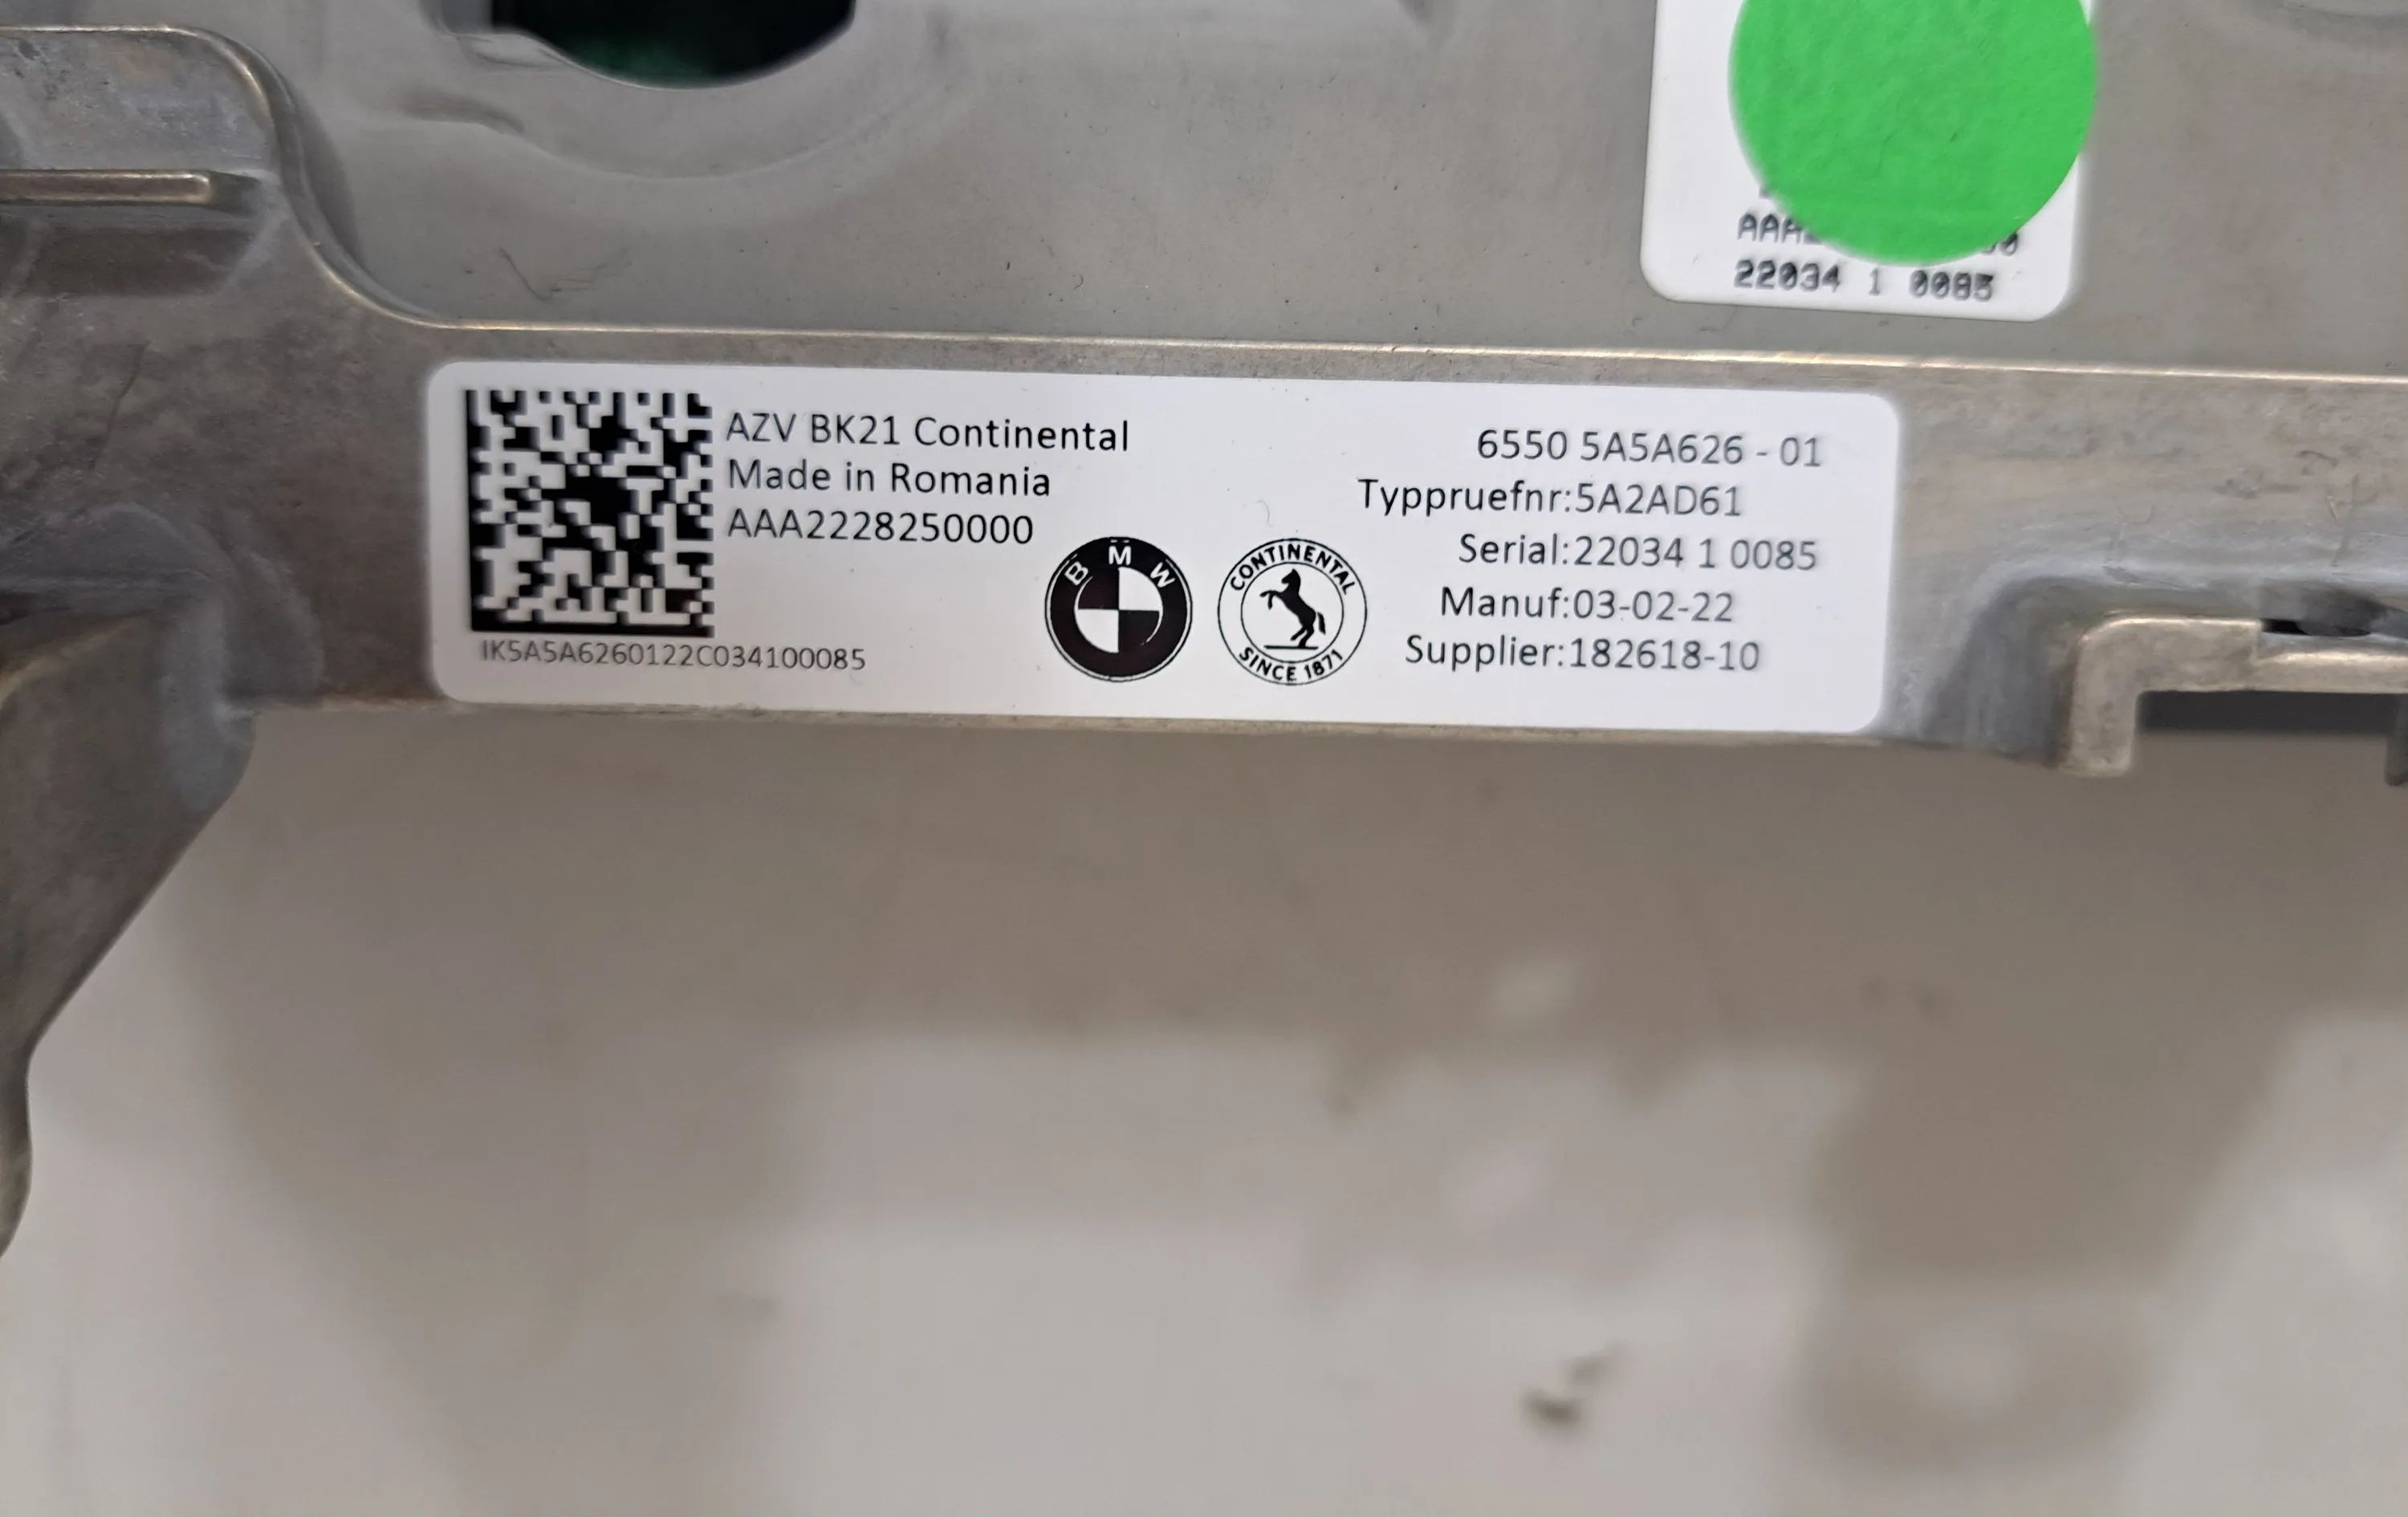 22034 1 0085
AZV BK21 Continental
Made in Romania
AAA2228250000
IK5A5A6260122C034100085
BMW
CONTINENTAL
SINCE 1871
6550 5A5A626 - 01
Typpruefnr:5A2AD61
Serial:22034 1 0085
Manuf:03-02-22
Supplier:182618-10